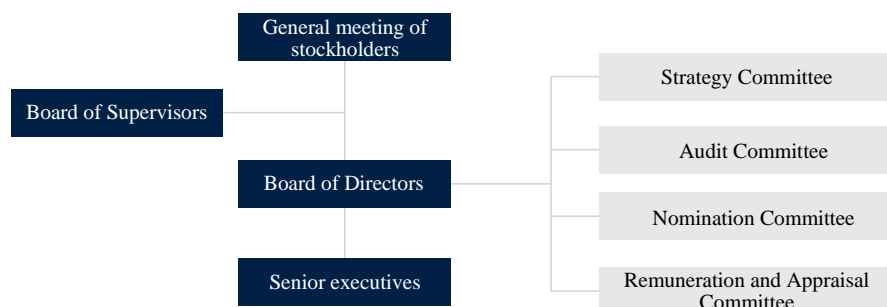 General meeting of
stockholders
Strategy Committee
Board of Supervisors
Audit Committee
Board of Directors
Nomination Committee
Senior executives
Remuneration and Appraisal
Committee